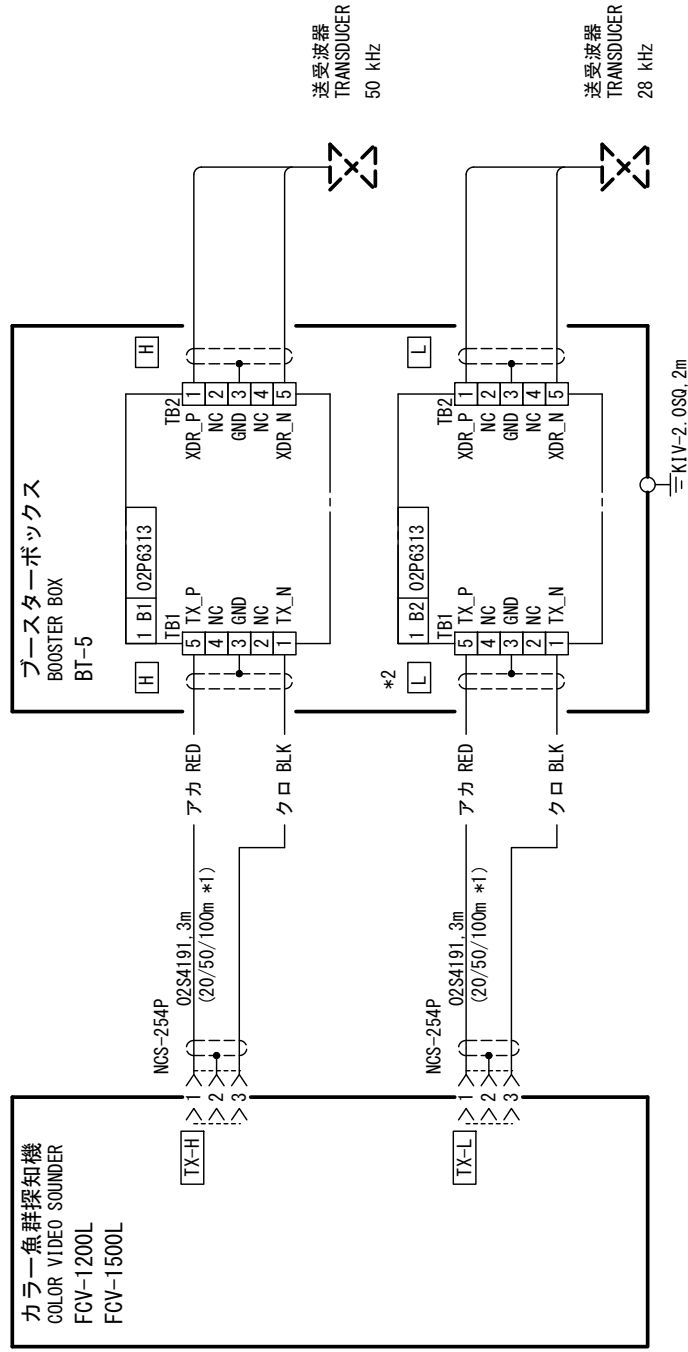 カラー魚群探知機
COLOR VIDEO SOUNDER
FCV-1200L
FCV-1500L
TX-H
1
2
3
NCS-254P
02S4191,3m
(20/50/100m *1)
アカ RED
クロ BLK
TX-L
1
2
3
NCS-254P
02S4191,3m
(20/50/100m *1)
アカ RED
クロ BLK
ブースターボックス
BOOSTER BOX
BT-5
H
1 B1 02P6313
TB1
5 TX_P
4 NC
3 GND
2 NC
1 TX_N
H
TB2
XDR_P 1
NC 2
GND 3
NC 4
XDR_N 5
*2
L
1 B2 02P6313
TB1
5 TX_P
4 NC
3 GND
2 NC
1 TX_N
L
TB2
XDR_P 1
NC 2
GND 3
NC 4
XDR_N 5
KIV-2.0SQ,2m
送受波器
TRANSDUCER
50 kHz
送受波器
TRANSDUCER
28 kHz